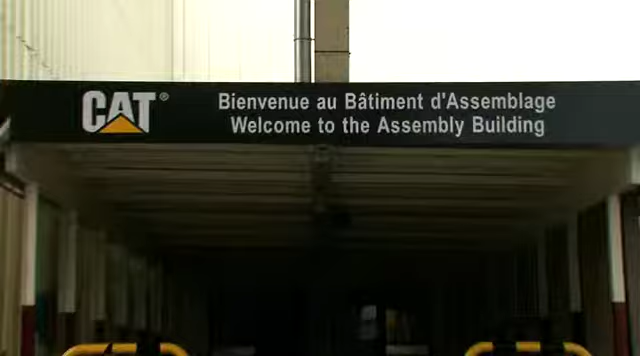 CAT®
Bienvenue au Bâtiment d'Assemblage
Welcome to the Assembly Building